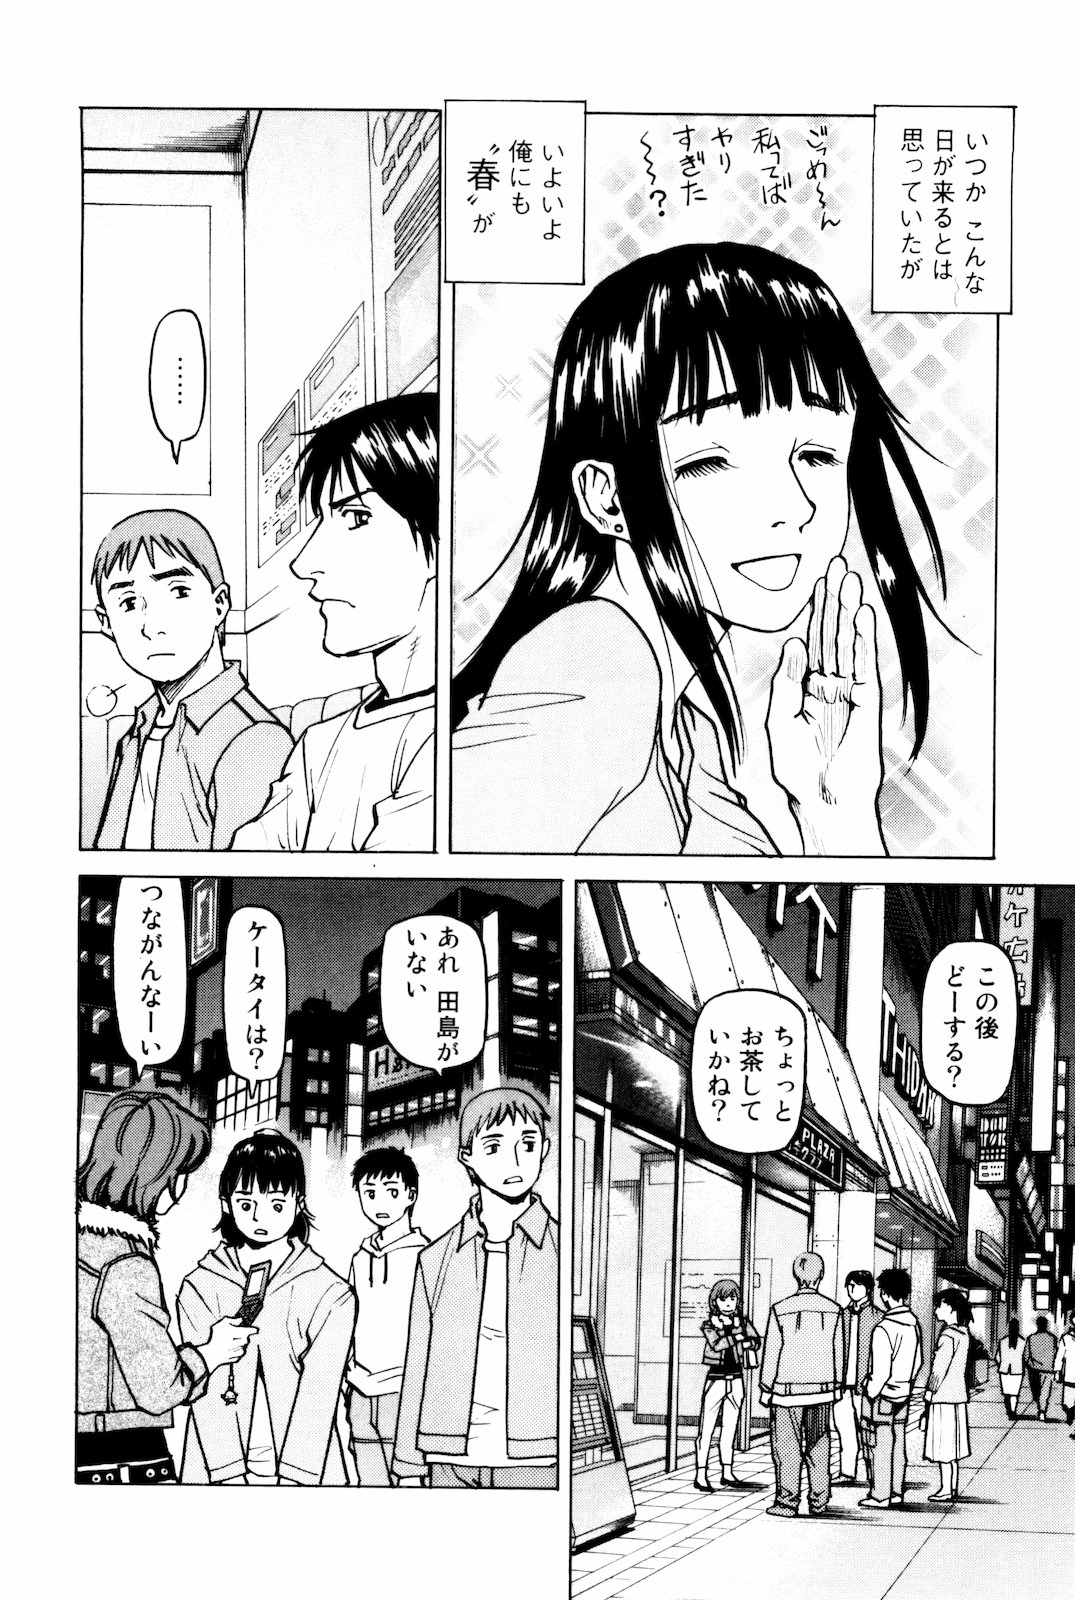 いつか こんな
日が来るとは
思っていたが
ごっめ〜ん
私ってば
ヤリ
すぎた
〜〜?
いよいよ
俺にも
〝春〟が
……
この後
どーする?
ちょっと
お茶して
いかね?
PLAZA
DOU
TOR
あれ 田島が
いない
ケータイは?
つながんなーい